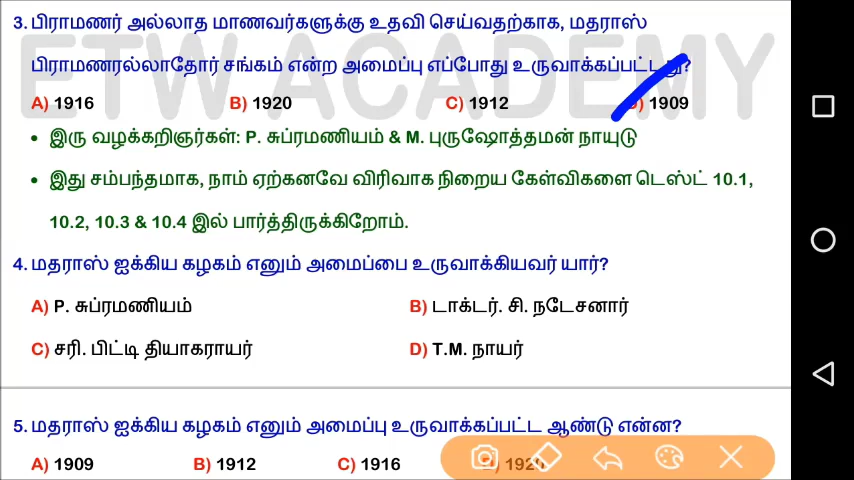 ETW ACADEMY
3. பிராமணர் அல்லாத மாணவர்களுக்கு உதவி செய்வதற்காக, மதராஸ்
பிராமணரல்லாதோர் சங்கம் என்ற அமைப்பு எப்போது உருவாக்கப்பட்டது?
A) 1916 B) 1920 C) 1912 D) 1909
• இரு வழக்கறிஞர்கள்: P. சுப்ரமணியம் & M. புருஷோத்தமன் நாயுடு
• இது சம்பந்தமாக, நாம் ஏற்கனவே விரிவாக நிறைய கேள்விகளை டெஸ்ட் 10.1,
10.2, 10.3 & 10.4 இல் பார்த்திருக்கிறோம்.
4. மதராஸ் ஐக்கிய கழகம் எனும் அமைப்பை உருவாக்கியவர் யார்?
A) P. சுப்ரமணியம் B) டாக்டர். சி. நடேசனார்
C) சரி. பிட்டி தியாகராயர் D) T.M. நாயர்
5. மதராஸ் ஐக்கிய கழகம் எனும் அமைப்பு உருவாக்கப்பட்ட ஆண்டு என்ன?
A) 1909 B) 1912 C) 1916 D) 1920